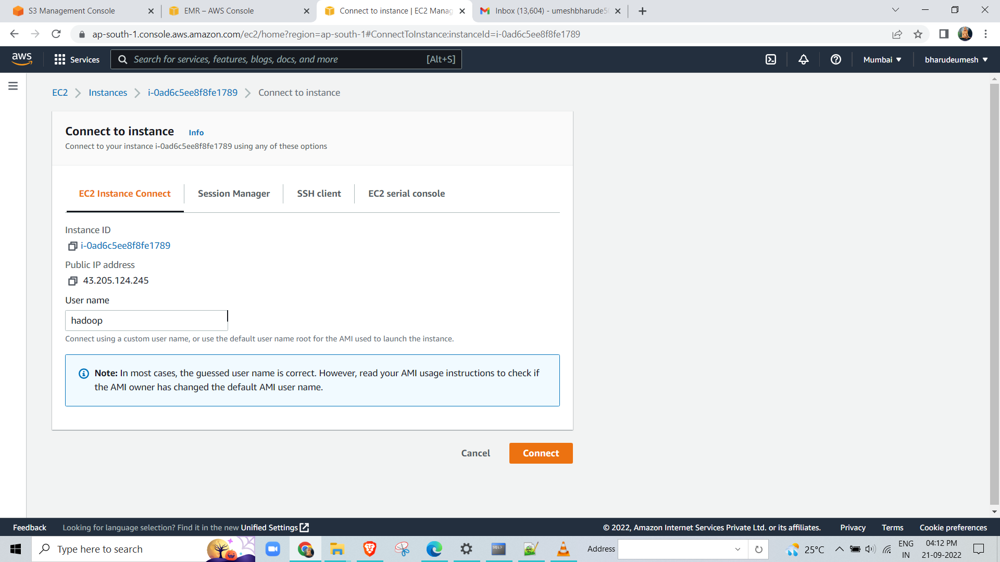 S3 Management Console
EMR – AWS Console
Connect to instance | EC2 Manag
Inbox (13,604) - umeshbharude5
ap-south-1.console.aws.amazon.com/ec2/home?region=ap-south-1#ConnectToInstance:instanceId=i-0ad6c5ee8f8fe1789
aws
Services
Search for services, features, blogs, docs, and more
[Alt+S]
Mumbai
bharudeumesh
EC2
Instances
i-0ad6c5ee8f8fe1789
Connect to instance
Connect to instance
Info
Connect to your instance i-0ad6c5ee8f8fe1789 using any of these options
EC2 Instance Connect
Session Manager
SSH client
EC2 serial console
Instance ID
i-0ad6c5ee8f8fe1789
Public IP address
43.205.124.245
User name
hadoop
Connect using a custom user name, or use the default user name root for the AMI used to launch the instance.
Note: In most cases, the guessed user name is correct. However, read your AMI usage instructions to check if
the AMI owner has changed the default AMI user name.
Cancel
Connect
Feedback
Looking for language selection? Find it in the new Unified Settings
© 2022, Amazon Internet Services Private Ltd. or its affiliates.
Privacy
Terms
Cookie preferences
Type here to search
SQL>
Address
25°C
ENG
IN
04:12 PM
21-09-2022